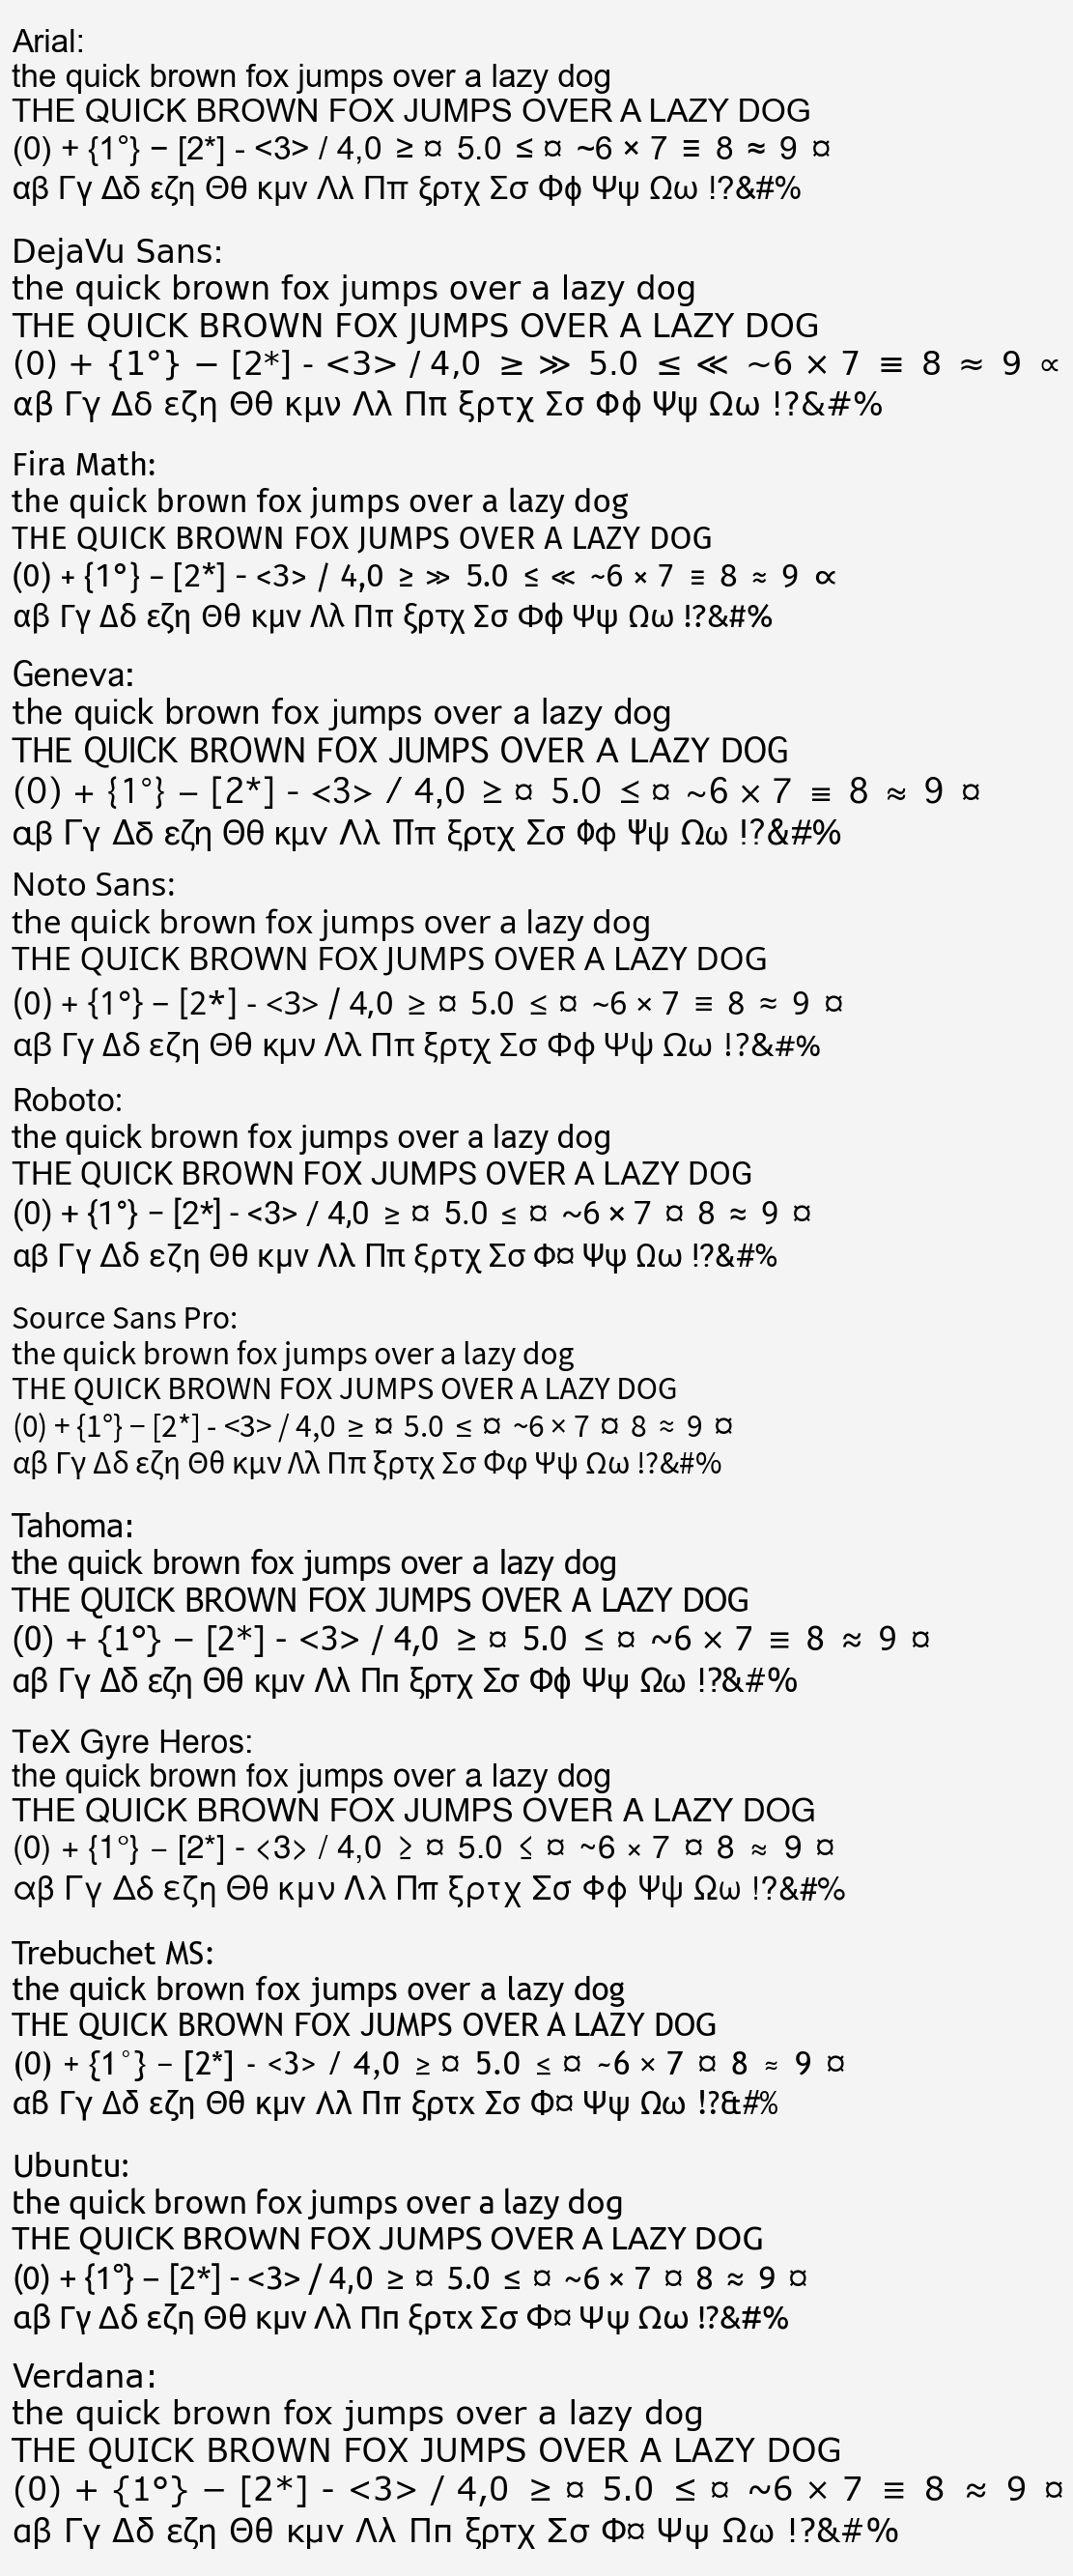 Arial:
the quick brown fox jumps over a lazy dog
THE QUICK BROWN FOX JUMPS OVER A LAZY DOG
(0) + {1°} − [2*] - <3> / 4,0 ≥ ¤ 5.0 ≤ ¤ ~6 × 7 ≡ 8 ≈ 9 ¤
αβ Γγ Δδ εζη Θθ κμν Λλ Ππ ξρτχ Σσ Φϕ Ψψ Ωω !?&#%
DejaVu Sans:
the quick brown fox jumps over a lazy dog
THE QUICK BROWN FOX JUMPS OVER A LAZY DOG
(0) + {1°} − [2*] - <3> / 4,0 ≥ ≫ 5.0 ≤ ≪ ~6 × 7 ≡ 8 ≈ 9 ∝
αβ Γγ Δδ εζη Θθ κμν Λλ Ππ ξρτχ Σσ Φϕ Ψψ Ωω !?&#%
Fira Math:
the quick brown fox jumps over a lazy dog
THE QUICK BROWN FOX JUMPS OVER A LAZY DOG
(0) + {1°} − [2*] - <3> / 4,0 ≥ ≫ 5.0 ≤ ≪ ~6 × 7 ≡ 8 ≈ 9 ∝
αβ Γγ Δδ εζη Θθ κμν Λλ Ππ ξρτχ Σσ Φϕ Ψψ Ωω !?&#%
Geneva:
the quick brown fox jumps over a lazy dog
THE QUICK BROWN FOX JUMPS OVER A LAZY DOG
(0) + {1°} − [2*] - <3> / 4,0 ≥ ¤ 5.0 ≤ ¤ ~6 × 7 ≡ 8 ≈ 9 ¤
αβ Γγ Δδ εζη Θθ κμν Λλ Ππ ξρτχ Σσ Φϕ Ψψ Ωω !?&#%
Noto Sans:
the quick brown fox jumps over a lazy dog
THE QUICK BROWN FOX JUMPS OVER A LAZY DOG
(0) + {1°} − [2*] - <3> / 4,0 ≥ ¤ 5.0 ≤ ¤ ~6 × 7 ≡ 8 ≈ 9 ¤
αβ Γγ Δδ εζη Θθ κμν Λλ Ππ ξρτχ Σσ Φϕ Ψψ Ωω !?&#%
Roboto:
the quick brown fox jumps over a lazy dog
THE QUICK BROWN FOX JUMPS OVER A LAZY DOG
(0) + {1°} − [2*] - <3> / 4,0 ≥ ¤ 5.0 ≤ ¤ ~6 × 7 ¤ 8 ≈ 9 ¤
αβ Γγ Δδ εζη Θθ κμν Λλ Ππ ξρτχ Σσ Φ¤ Ψψ Ωω !?&#%
Source Sans Pro:
the quick brown fox jumps over a lazy dog
THE QUICK BROWN FOX JUMPS OVER A LAZY DOG
(0) + {1°} − [2*] - <3> / 4,0 ≥ ¤ 5.0 ≤ ¤ ~6 × 7 ¤ 8 ≈ 9 ¤
αβ Γγ Δδ εζη Θθ κμν Λλ Ππ ξρτχ Σσ Φφ Ψψ Ωω !?&#%
Tahoma:
the quick brown fox jumps over a lazy dog
THE QUICK BROWN FOX JUMPS OVER A LAZY DOG
(0) + {1°} − [2*] - <3> / 4,0 ≥ ¤ 5.0 ≤ ¤ ~6 × 7 ≡ 8 ≈ 9 ¤
αβ Γγ Δδ εζη Θθ κμν Λλ Ππ ξρτχ Σσ Φϕ Ψψ Ωω !?&#%
TeX Gyre Heros:
the quick brown fox jumps over a lazy dog
THE QUICK BROWN FOX JUMPS OVER A LAZY DOG
(0) + {1°} − [2*] - <3> / 4,0 ≥ ¤ 5.0 ≤ ¤ ~6 × 7 ¤ 8 ≈ 9 ¤
αβ Γγ Δδ εζη Θθ κμν Λλ Ππ ξρτχ Σσ Φϕ Ψψ Ωω !?&#%
Trebuchet MS:
the quick brown fox jumps over a lazy dog
THE QUICK BROWN FOX JUMPS OVER A LAZY DOG
(0) + {1°} − [2*] - <3> / 4,0 ≥ ¤ 5.0 ≤ ¤ ~6 × 7 ¤ 8 ≈ 9 ¤
αβ Γγ Δδ εζη Θθ κμν Λλ Ππ ξρτχ Σσ Φ¤ Ψψ Ωω !?&#%
Ubuntu:
the quick brown fox jumps over a lazy dog
THE QUICK BROWN FOX JUMPS OVER A LAZY DOG
(0) + {1°} − [2*] - <3> / 4,0 ≥ ¤ 5.0 ≤ ¤ ~6 × 7 ¤ 8 ≈ 9 ¤
αβ Γγ Δδ εζη Θθ κμν Λλ Ππ ξρτχ Σσ Φ¤ Ψψ Ωω !?&#%
Verdana:
the quick brown fox jumps over a lazy dog
THE QUICK BROWN FOX JUMPS OVER A LAZY DOG
(0) + {1°} − [2*] - <3> / 4,0 ≥ ¤ 5.0 ≤ ¤ ~6 × 7 ≡ 8 ≈ 9 ¤
αβ Γγ Δδ εζη Θθ κμν Λλ Ππ ξρτχ Σσ Φ¤ Ψψ Ωω !?&#%